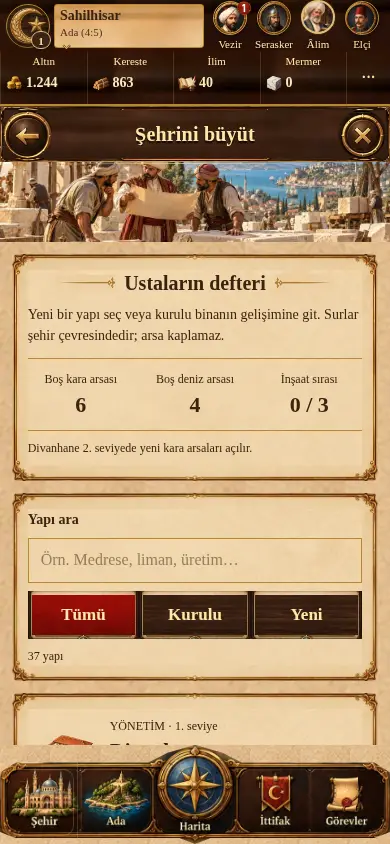 Sahilhisar
Ada (4:5)
1
1
Vezir
Serasker
Âlim
Elçi
Altın
Kereste
İlim
Mermer
1.244
863
40
0
...
Şehrini büyüt
Ustaların defteri
Yeni bir yapı seç veya kurulu binanın gelişimine git. Surlar
şehir çevresindedir; arsa kaplamaz.
Boş kara arsası
Boş deniz arsası
İnşaat sırası
6
4
0 / 3
Divanhane 2. seviyede yeni kara arsaları açılır.
Yapı ara
Örn. Medrese, liman, üretim…
Tümü
Kurulu
Yeni
37 yapı
YÖNETİM · 1. seviye
Şehir
Ada
Harita
İttifak
Görevler